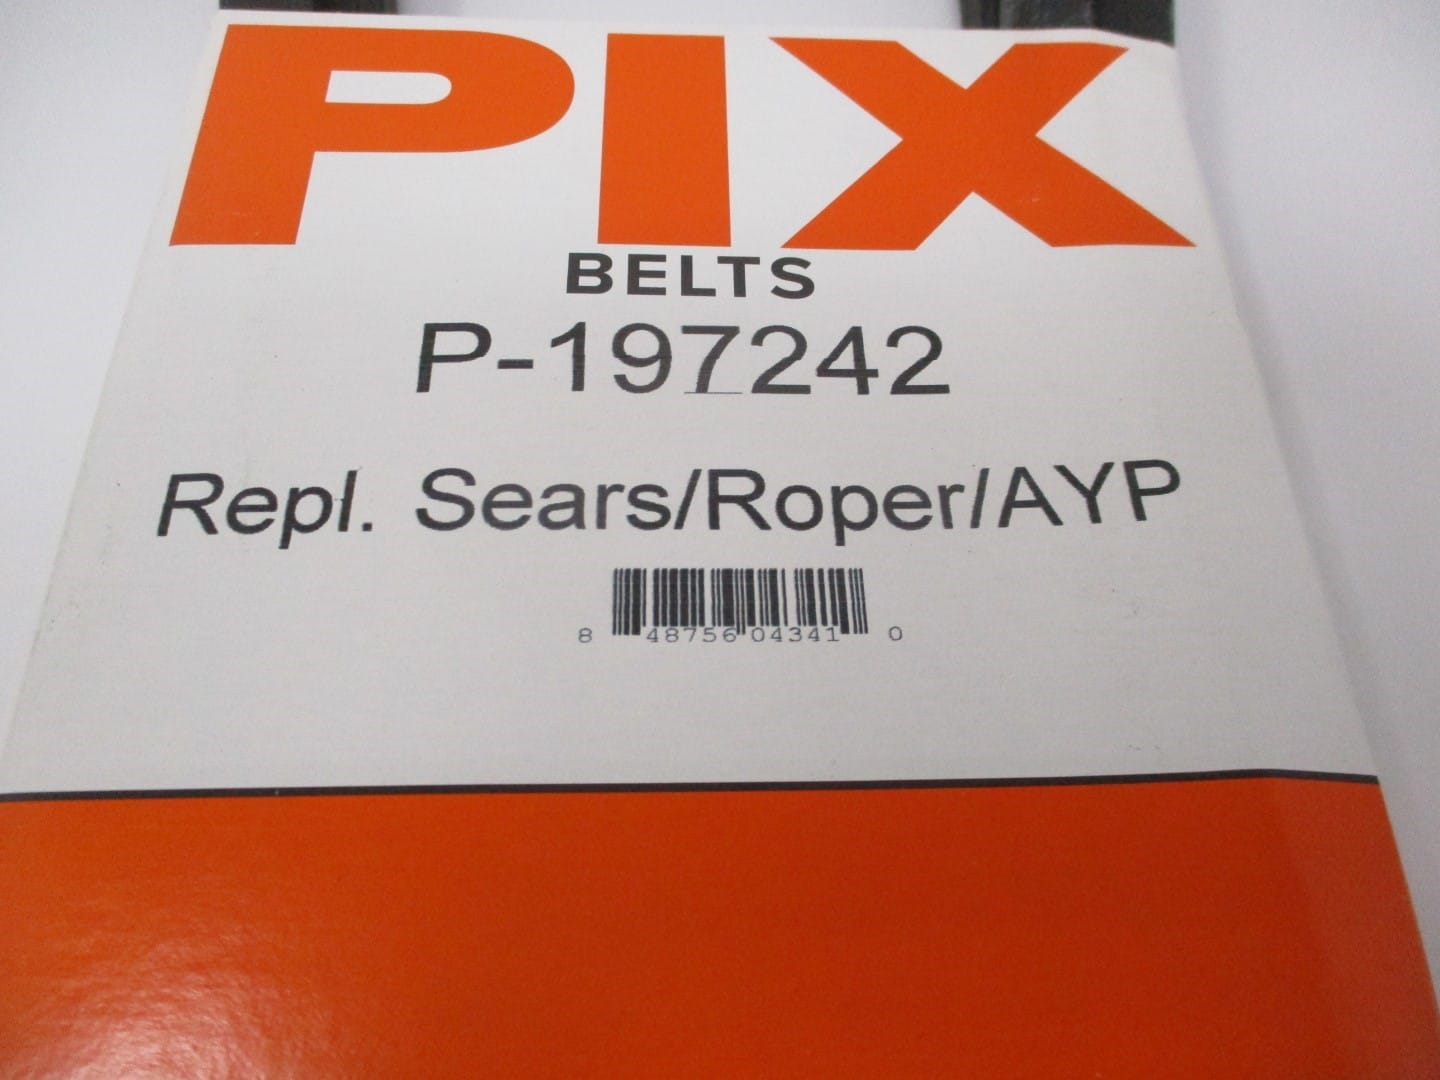 PIX
BELTS
P-197242
Repl. Sears/Roper/AYP
8 48756 04341 0